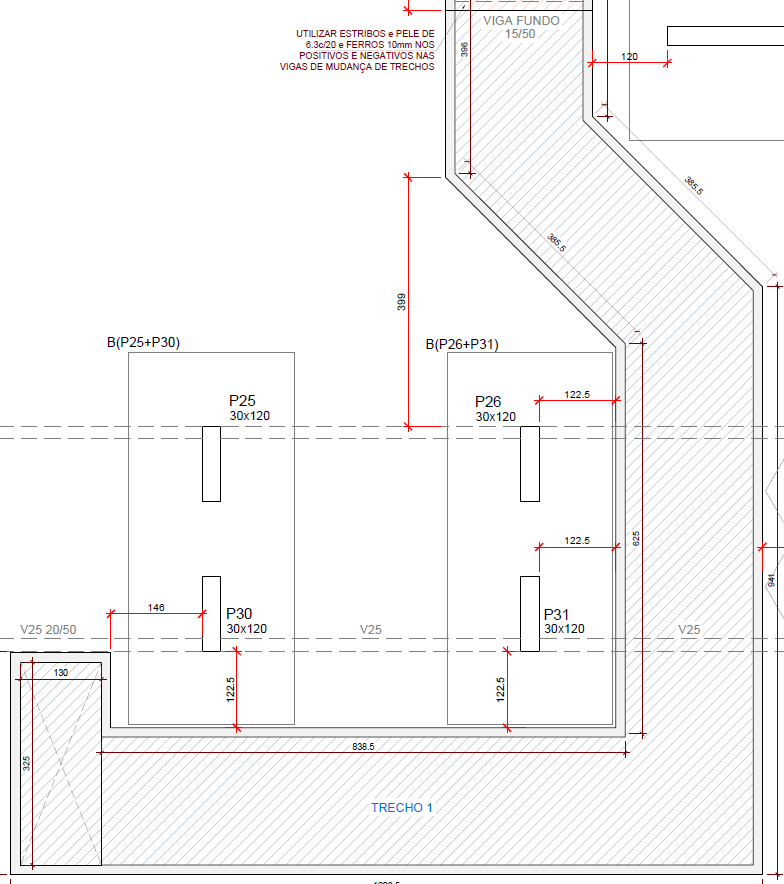 VIGA FUNDO
15/50
UTILIZAR ESTRIBOS e PELE DE
6.3c/20 e FERROS 10mm NOS
POSITIVOS E NEGATIVOS NAS
VIGAS DE MUDANÇA DE TRECHOS
396
120
385.5
385.5
399
B(P25+P30)
B(P26+P31)
P25
30x120
P26
30x120
122.5
122.5
625
941
146
P30
30x120
P31
30x120
V25 20/50
V25
V25
130
122.5
122.5
838.5
325
TRECHO 1